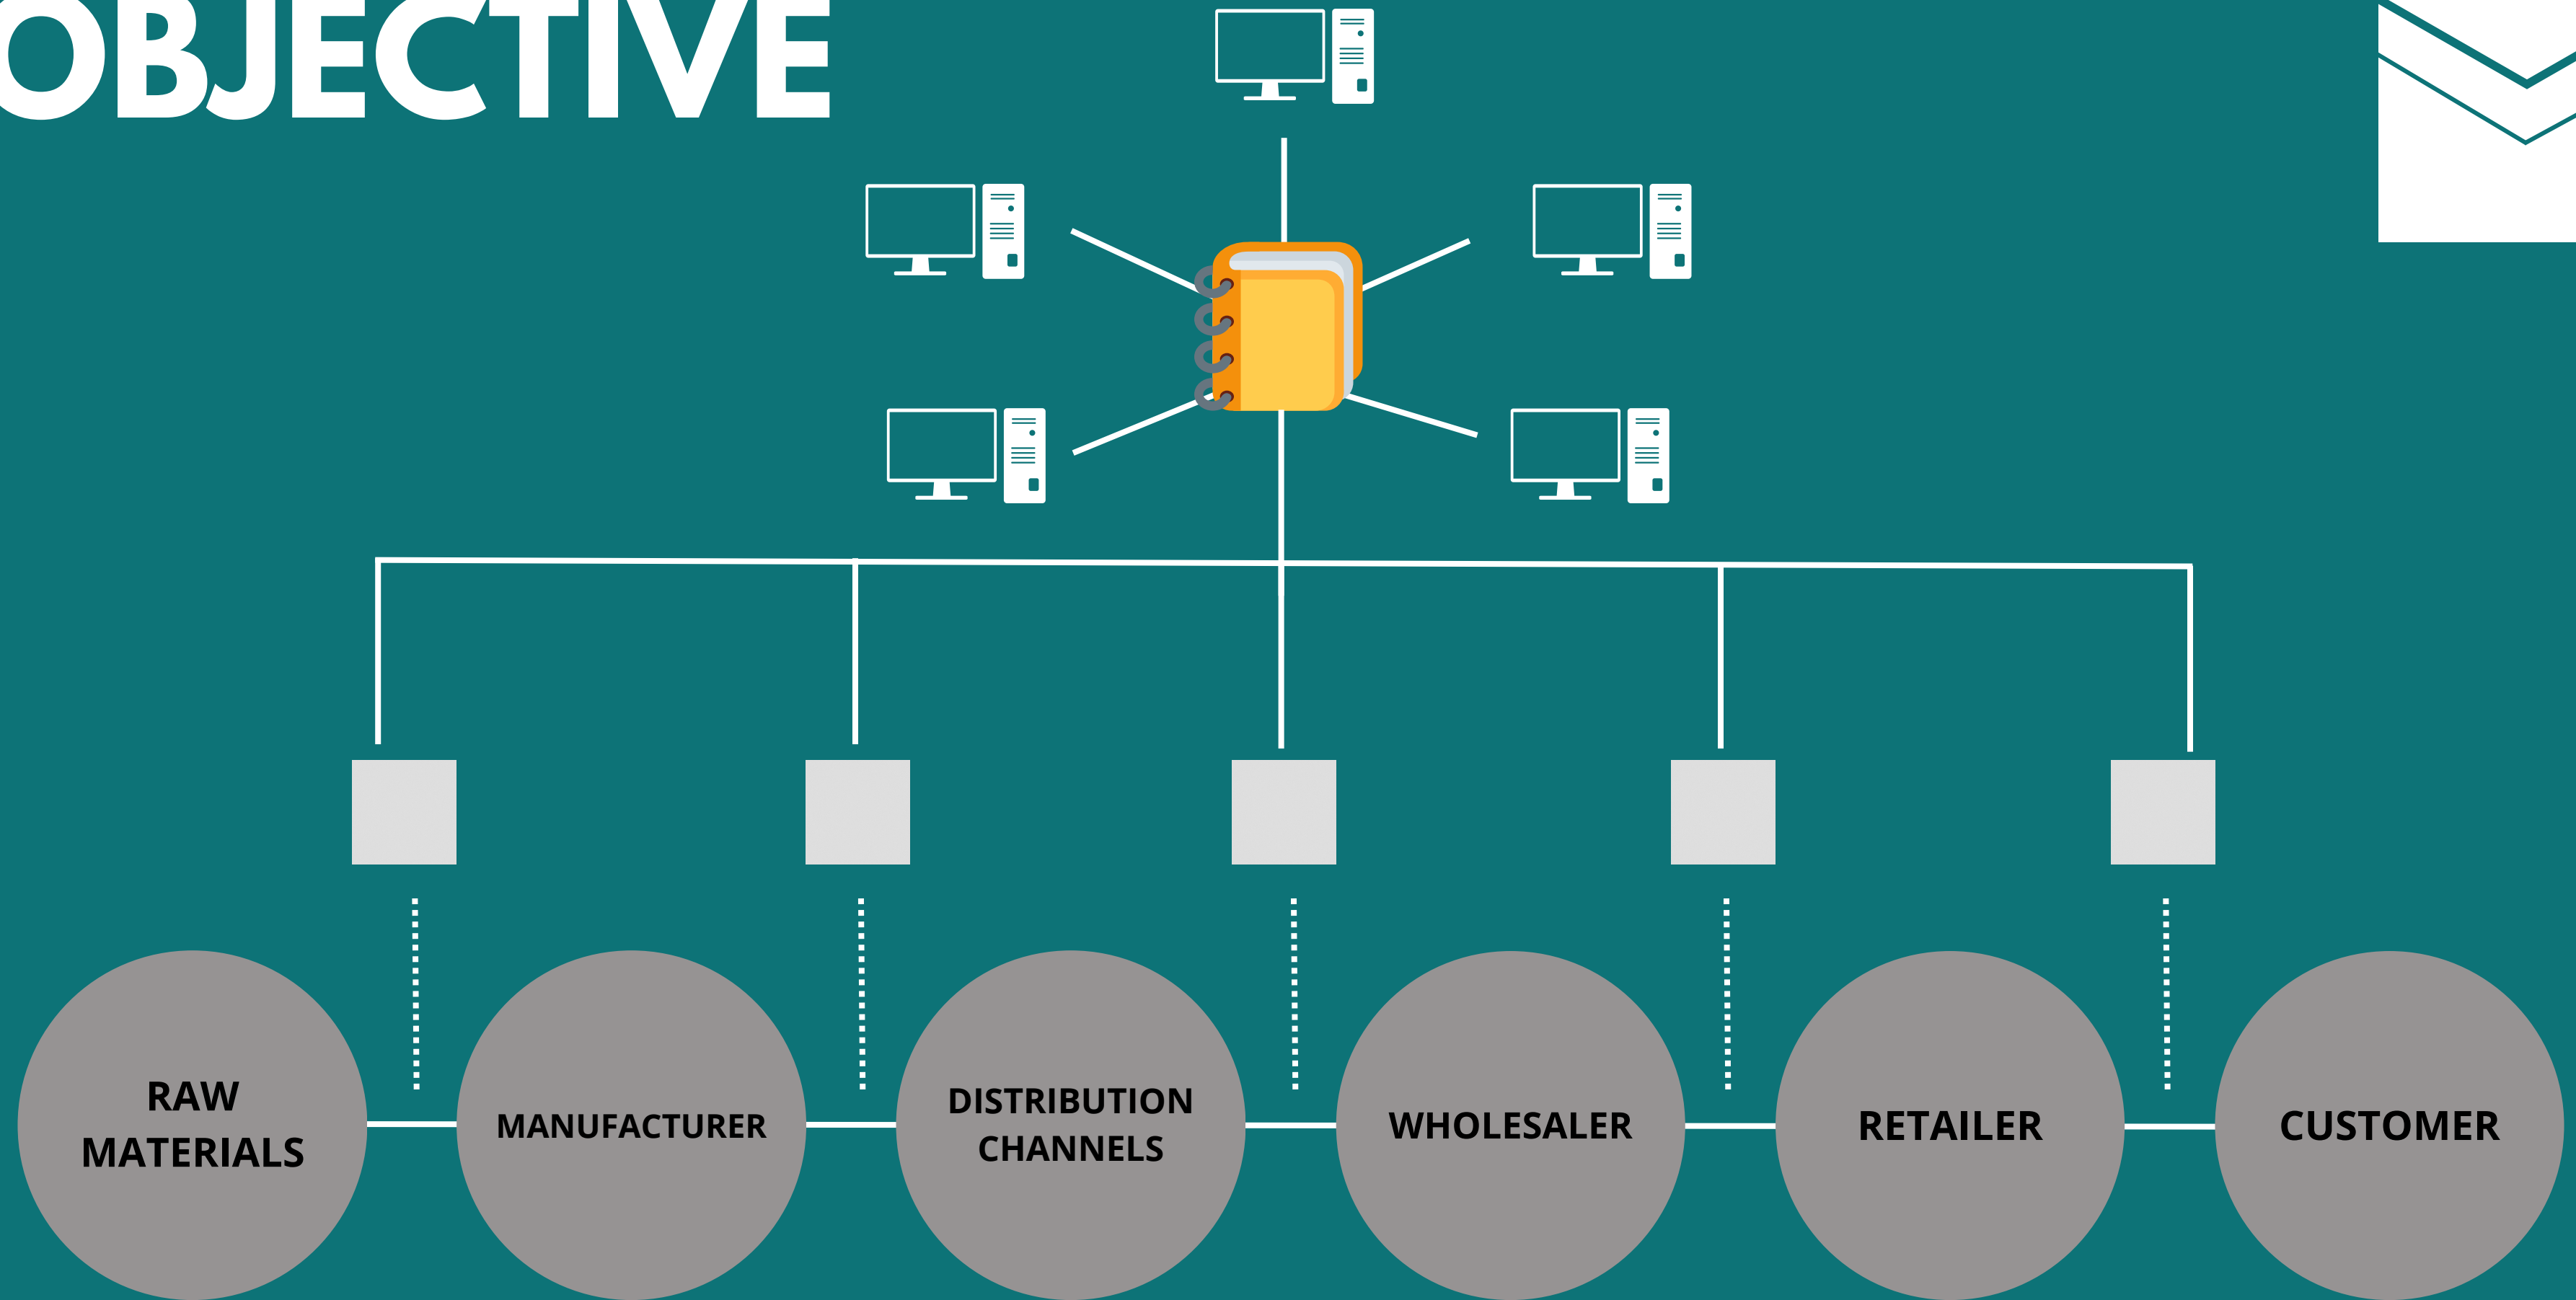 OBJECTIVE
RAW
MATERIALS
MANUFACTURER
DISTRIBUTION
CHANNELS
WHOLESALER
RETAILER
CUSTOMER